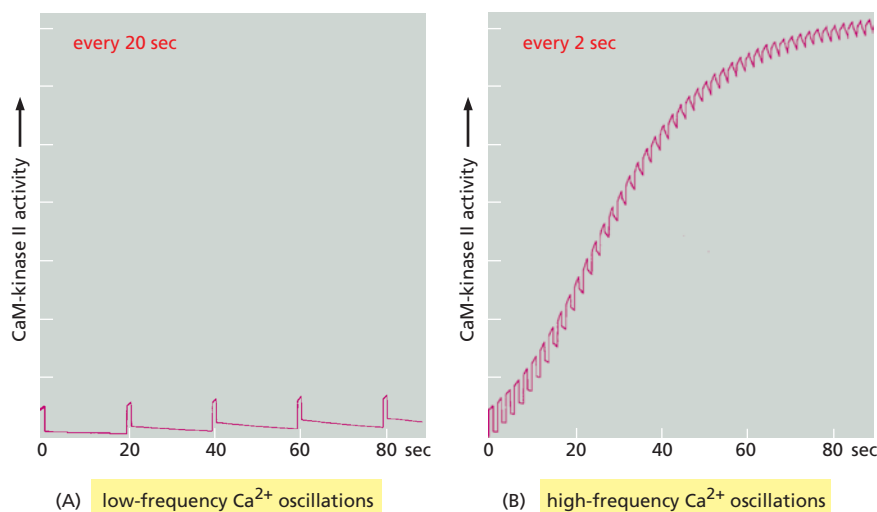 every 20 sec
CaM-kinase II activity
0 20 40 60 80 sec
(A) low-frequency Ca²⁺ oscillations
every 2 sec
CaM-kinase II activity
0 20 40 60 80 sec
(B) high-frequency Ca²⁺ oscillations